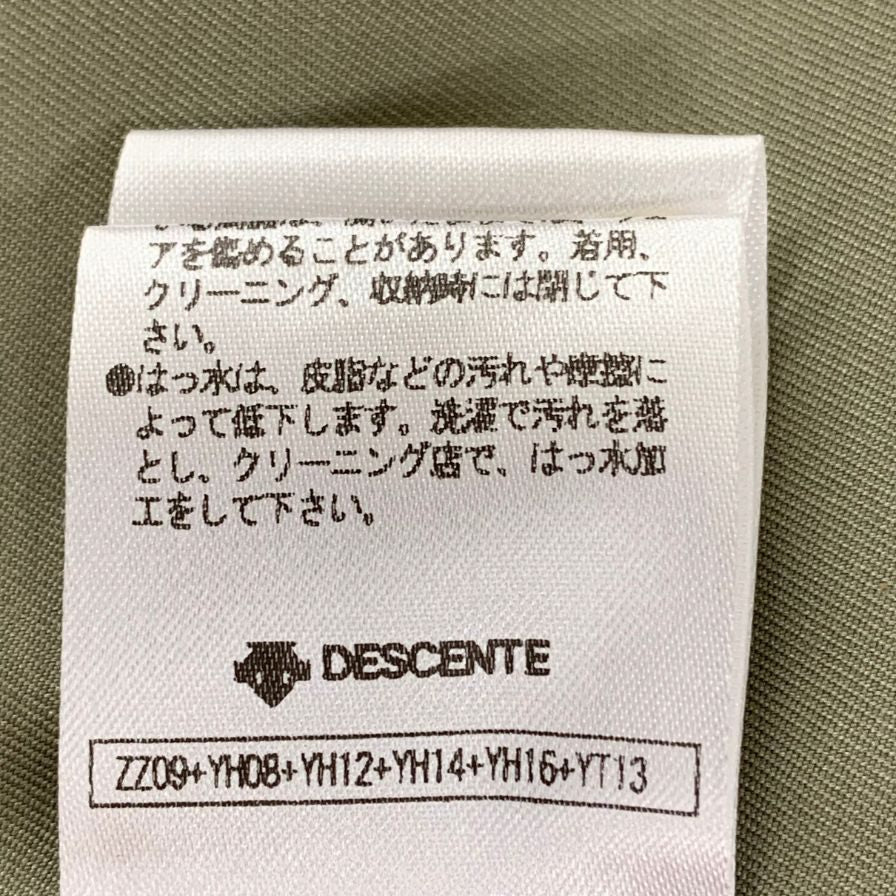 アを傷めることがあります。着用、
クリーニング、収納時には閉じて下
さい。
●はっ水は、皮脂などの汚れや摩擦に
よって低下します。洗濯で汚れを落
とし、クリーニング店で、はっ水加
工をして下さい。
DESCENTE
ZZ09+YH08+YH12+YH14+YH16+YT13